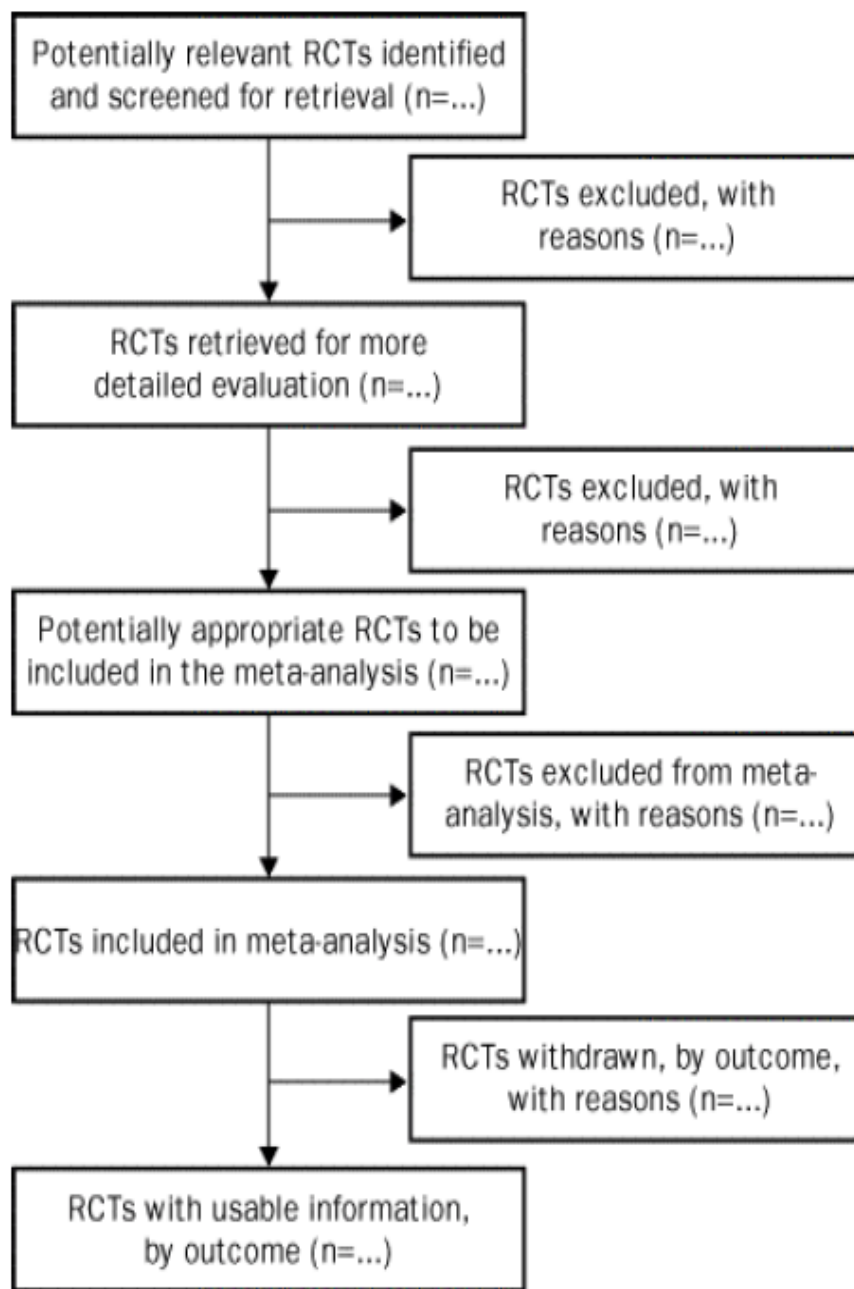 Potentially relevant RCTs identified
and screened for retrieval (n=...)
RCTs excluded, with
reasons (n=...)
RCTs retrieved for more
detailed evaluation (n=...)
RCTs excluded, with
reasons (n=...)
Potentially appropriate RCTs to be
included in the meta-analysis (n=...)
RCTs excluded from meta-
analysis, with reasons (n=...)
RCTs included in meta-analysis (n=...)
RCTs withdrawn, by outcome,
with reasons (n=...)
RCTs with usable information,
by outcome (n=...)